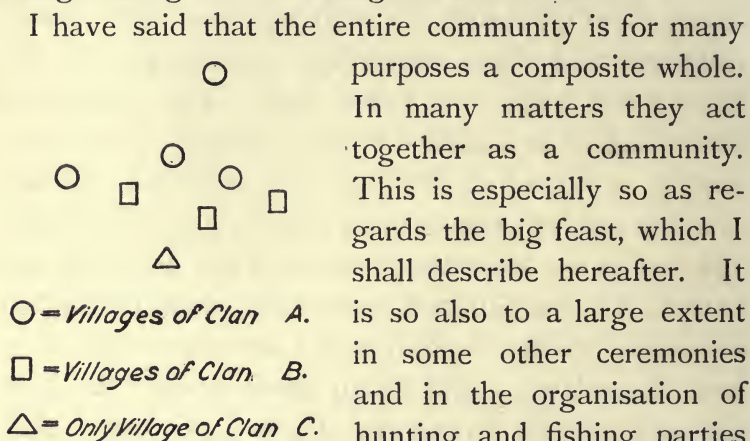 I have said that the entire community is for many
purposes a composite whole.
In many matters they act
together as a community.
This is especially so as re-
gards the big feast, which I
shall describe hereafter. It
is so also to a large extent
in some other ceremonies
and in the organisation of
hunting and fishing parties
= Villages of Clan A.
= Villages of Clan. B.
= Only Village of Clan C.